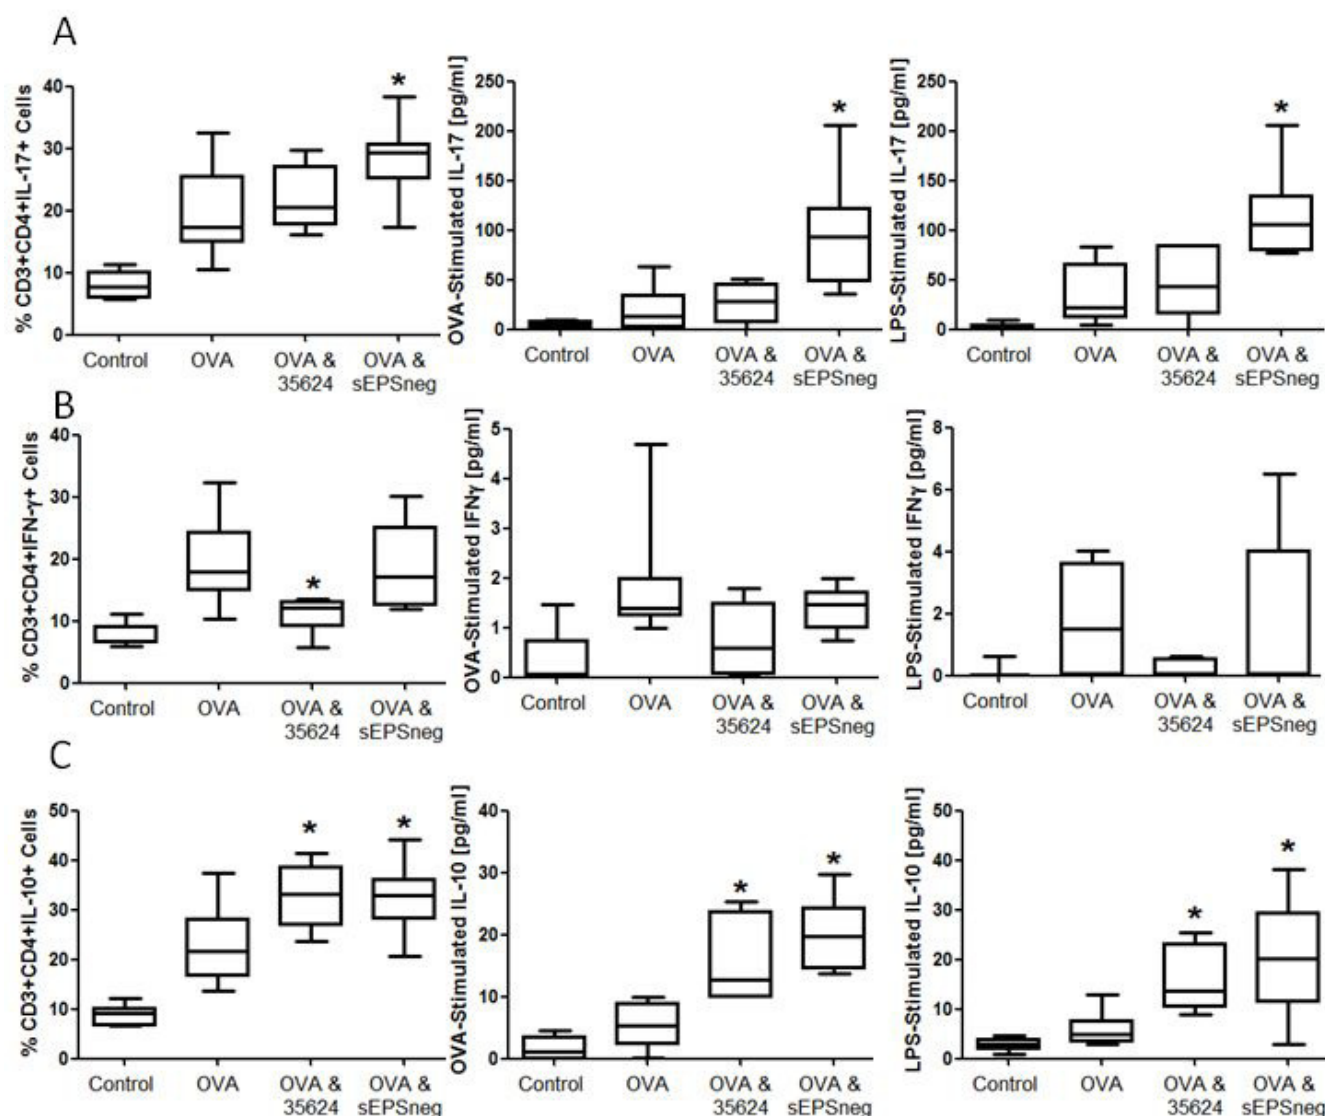 A
% CD3+CD4+IL-17+ Cells
40
30
20
10
0
*
Control
OVA
OVA &
35624
OVA &
sEPSneg
OVA-Stimulated IL-17 [pg/ml]
250
200
150
100
50
0
*
Control
OVA
OVA &
35624
OVA &
sEPSneg
LPS-Stimulated IL-17 [pg/ml]
250
200
150
100
50
0
*
Control
OVA
OVA &
35624
OVA &
sEPSneg
B
% CD3+CD4+IFN-γ+ Cells
40
30
20
10
0
*
Control
OVA
OVA &
35624
OVA &
sEPSneg
OVA-Stimulated IFNγ [pg/ml]
5
4
3
2
1
0
Control
OVA
OVA &
35624
OVA &
sEPSneg
LPS-Stimulated IFNγ [pg/ml]
8
6
4
2
0
Control
OVA
OVA &
35624
OVA &
sEPSneg
C
% CD3+CD4+IL-10+ Cells
50
40
30
20
10
0
*
*
Control
OVA
OVA &
35624
OVA &
sEPSneg
OVA-Stimulated IL-10 [pg/ml]
40
30
20
10
0
*
*
Control
OVA
OVA &
35624
OVA &
sEPSneg
LPS-Stimulated IL-10 [pg/ml]
50
40
30
20
10
0
*
*
Control
OVA
OVA &
35624
OVA &
sEPSneg